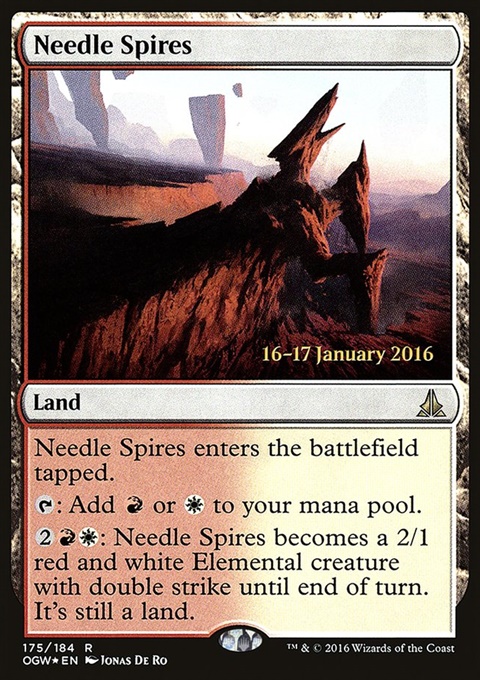 Needle Spires
16–17 January 2016
Land
Needle Spires enters the battlefield
tapped.
: Add or to your mana pool.
2 : Needle Spires becomes a 2/1
red and white Elemental creature
with double strike until end of turn.
It's still a land.
175/184 R
OGW★EN Jonas De Ro
™ & © 2016 Wizards of the Coast